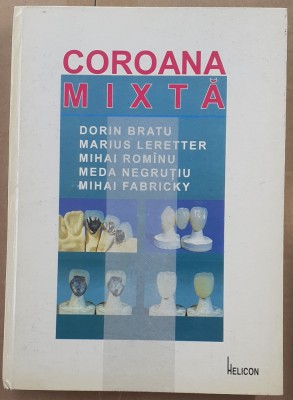 COROANA
MIXTĂ
DORIN BRATU
MARIUS LERETTER
MIHAI ROMÎNU
MEDA NEGRUȚIU
MIHAI FABRICKY
HELICON